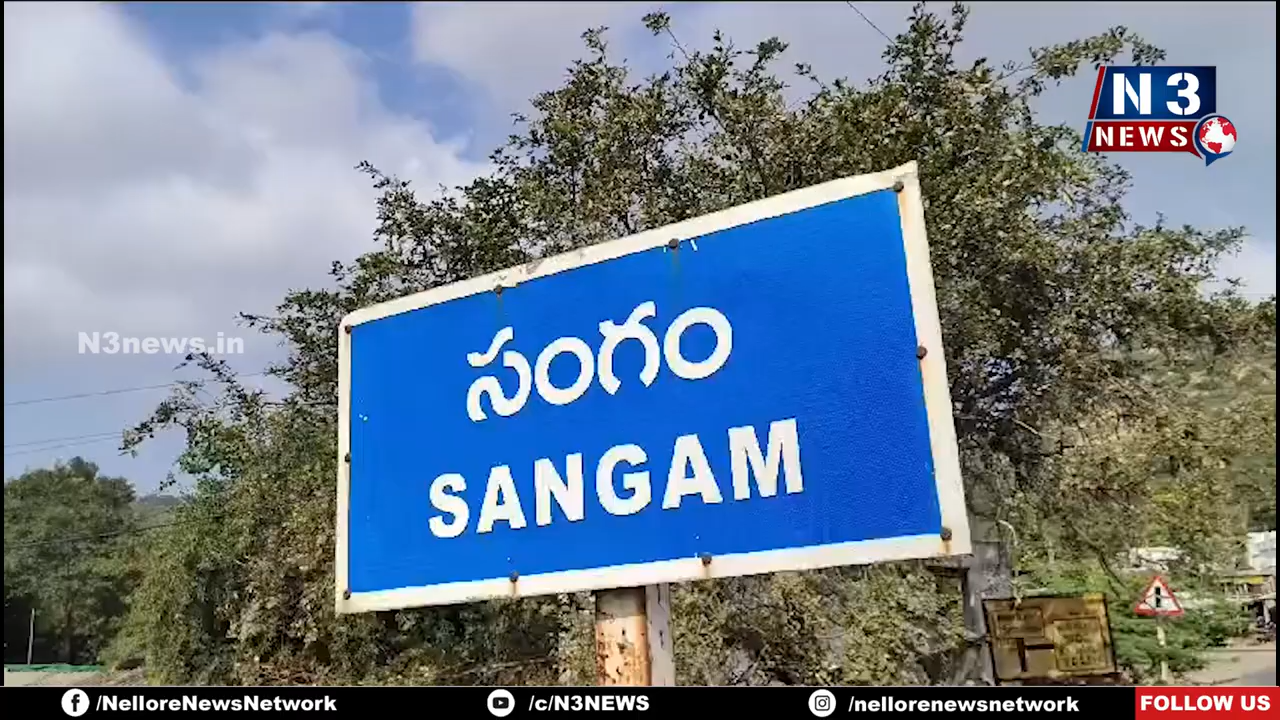 N3
NEWS
N3news.in
సంగం
SANGAM
/NelloreNewsNetwork
/c/N3NEWS
/nellorenewsnetwork
FOLLOW US